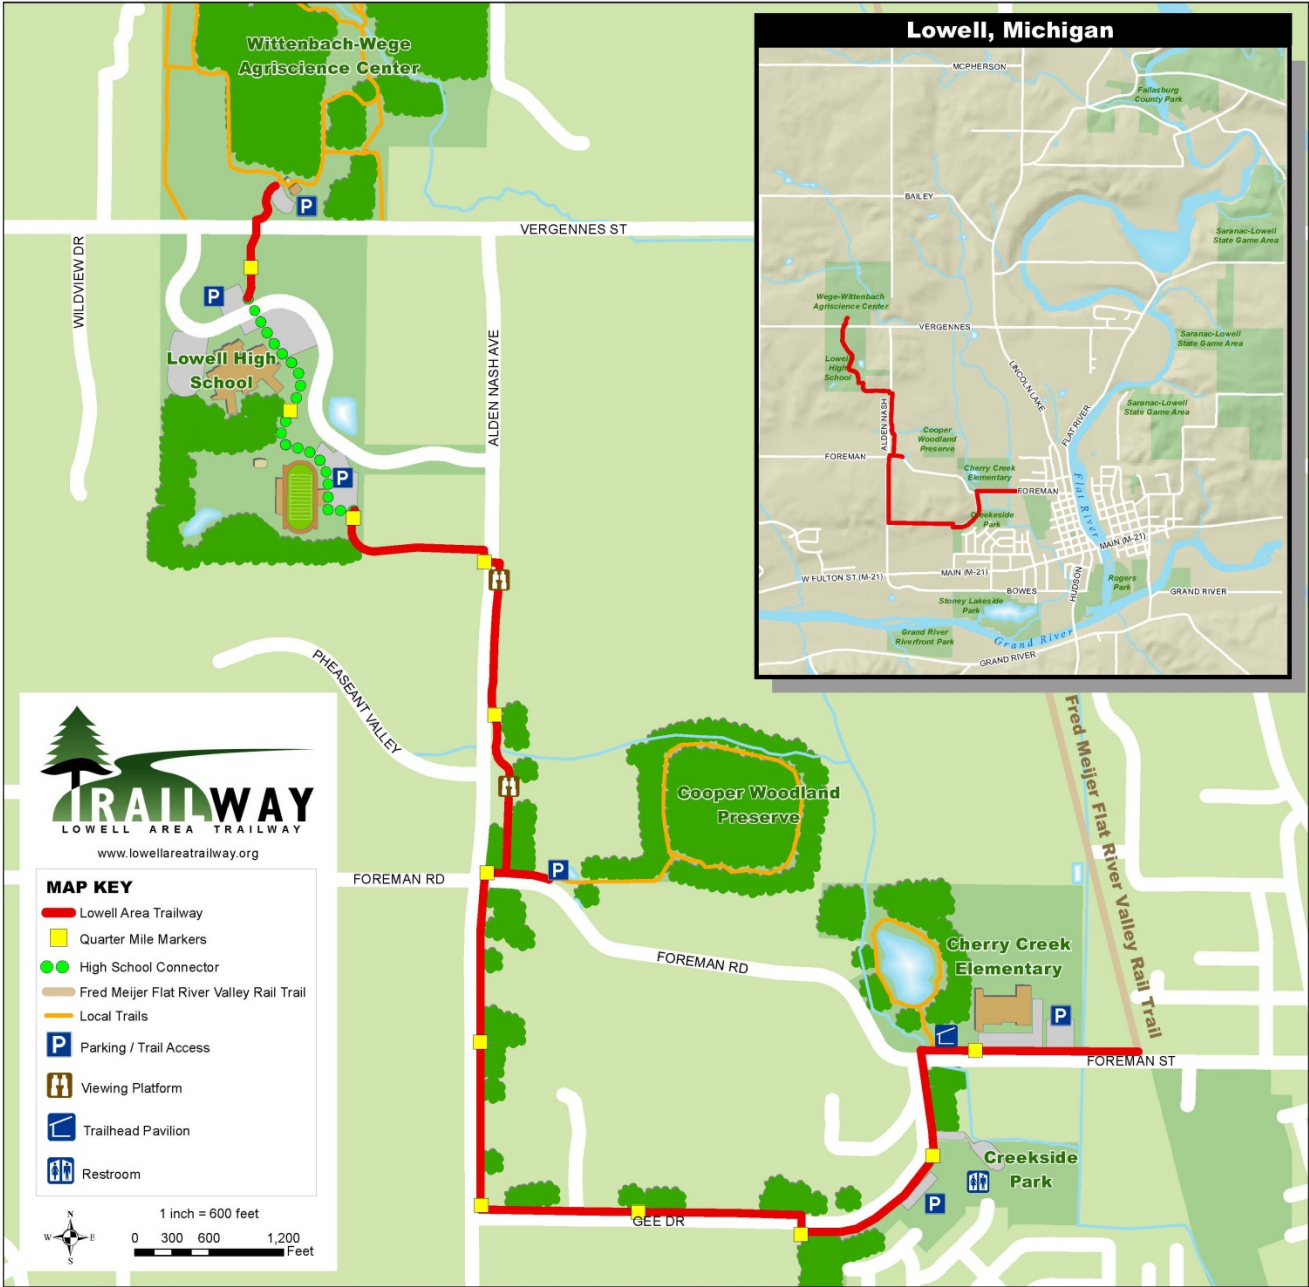 Wittenbach-Wege
Agriscience Center
P
VERGENNES ST
WILDVIEW DR
P
Lowell High
School
ALDEN NASH AVE
P
PHEASEANT VALLEY
Cooper Woodland
Preserve
P
FOREMAN RD
FOREMAN RD
Cherry Creek
Elementary
P
FOREMAN ST
Fred Meijer Flat River Valley Rail Trail
Creekside
Park
P
GEE DR
Lowell, Michigan
MCPHERSON
Fallasburg
County Park
BAILEY
Saranac-Lowell
State Game Area
Wege-Wittenbach
Agriscience Center
VERGENNES
Saranac-Lowell
State Game Area
Lowell
High
School
LINCOLN LAKE
ALDEN NASH
Saranac-Lowell
State Game Area
FLAT RIVER
Cooper
Woodland
Preserve
FOREMAN
Cherry Creek
Elementary
FOREMAN
Flat River
Creekeside
Park
MAIN (M-21)
W FULTON ST (M-21)
MAIN (M-21)
BOWES
HUDSON
Rogers
Park
GRAND RIVER
Stoney Lakeside
Park
Grand River
Riverfront Park
Grand River
GRAND RIVER
TRAILWAY
LOWELL AREA TRAILWAY
www.lowellareatrailway.org
MAP KEY
Lowell Area Trailway
Quarter Mile Markers
High School Connector
Fred Meijer Flat River Valley Rail Trail
Local Trails
P Parking / Trail Access
Viewing Platform
Trailhead Pavilion
Restroom
N
W E
S
1 inch = 600 feet
0 300 600 1,200
Feet